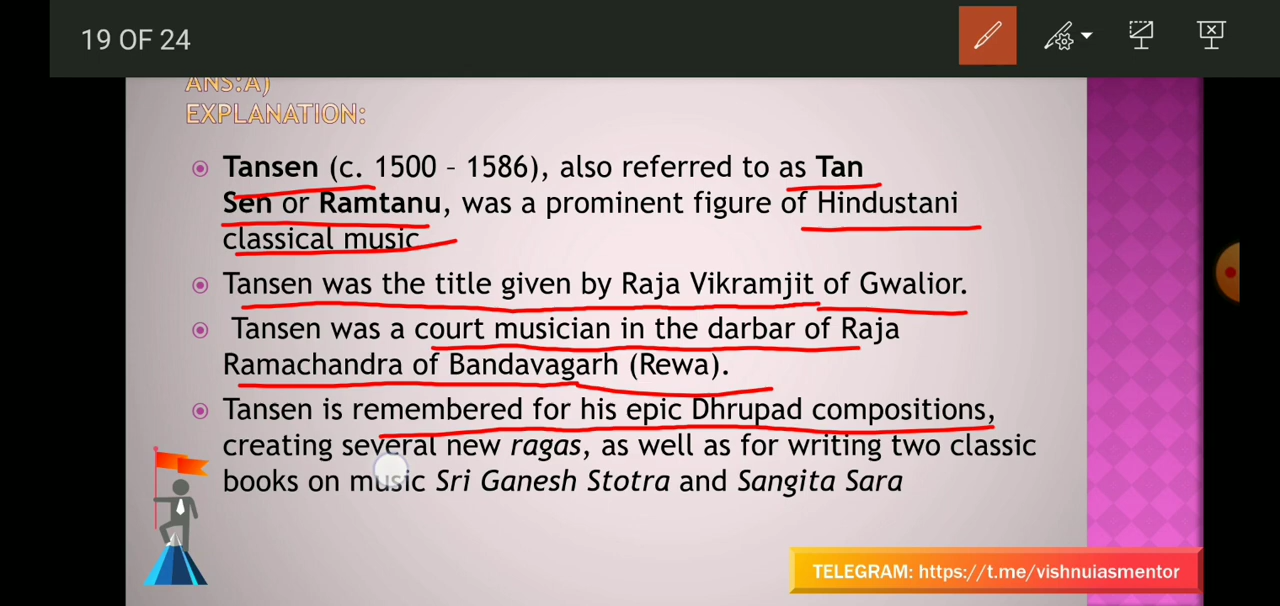 19 OF 24
ANS:A)
EXPLANATION:
Tansen (c. 1500 – 1586), also referred to as Tan
Sen or Ramtanu, was a prominent figure of Hindustani
classical music
Tansen was the title given by Raja Vikramjit of Gwalior.
Tansen was a court musician in the darbar of Raja
Ramachandra of Bandavagarh (Rewa).
Tansen is remembered for his epic Dhrupad compositions,
creating several new ragas, as well as for writing two classic
books on music Sri Ganesh Stotra and Sangita Sara
TELEGRAM: https://t.me/vishnuiasmentor